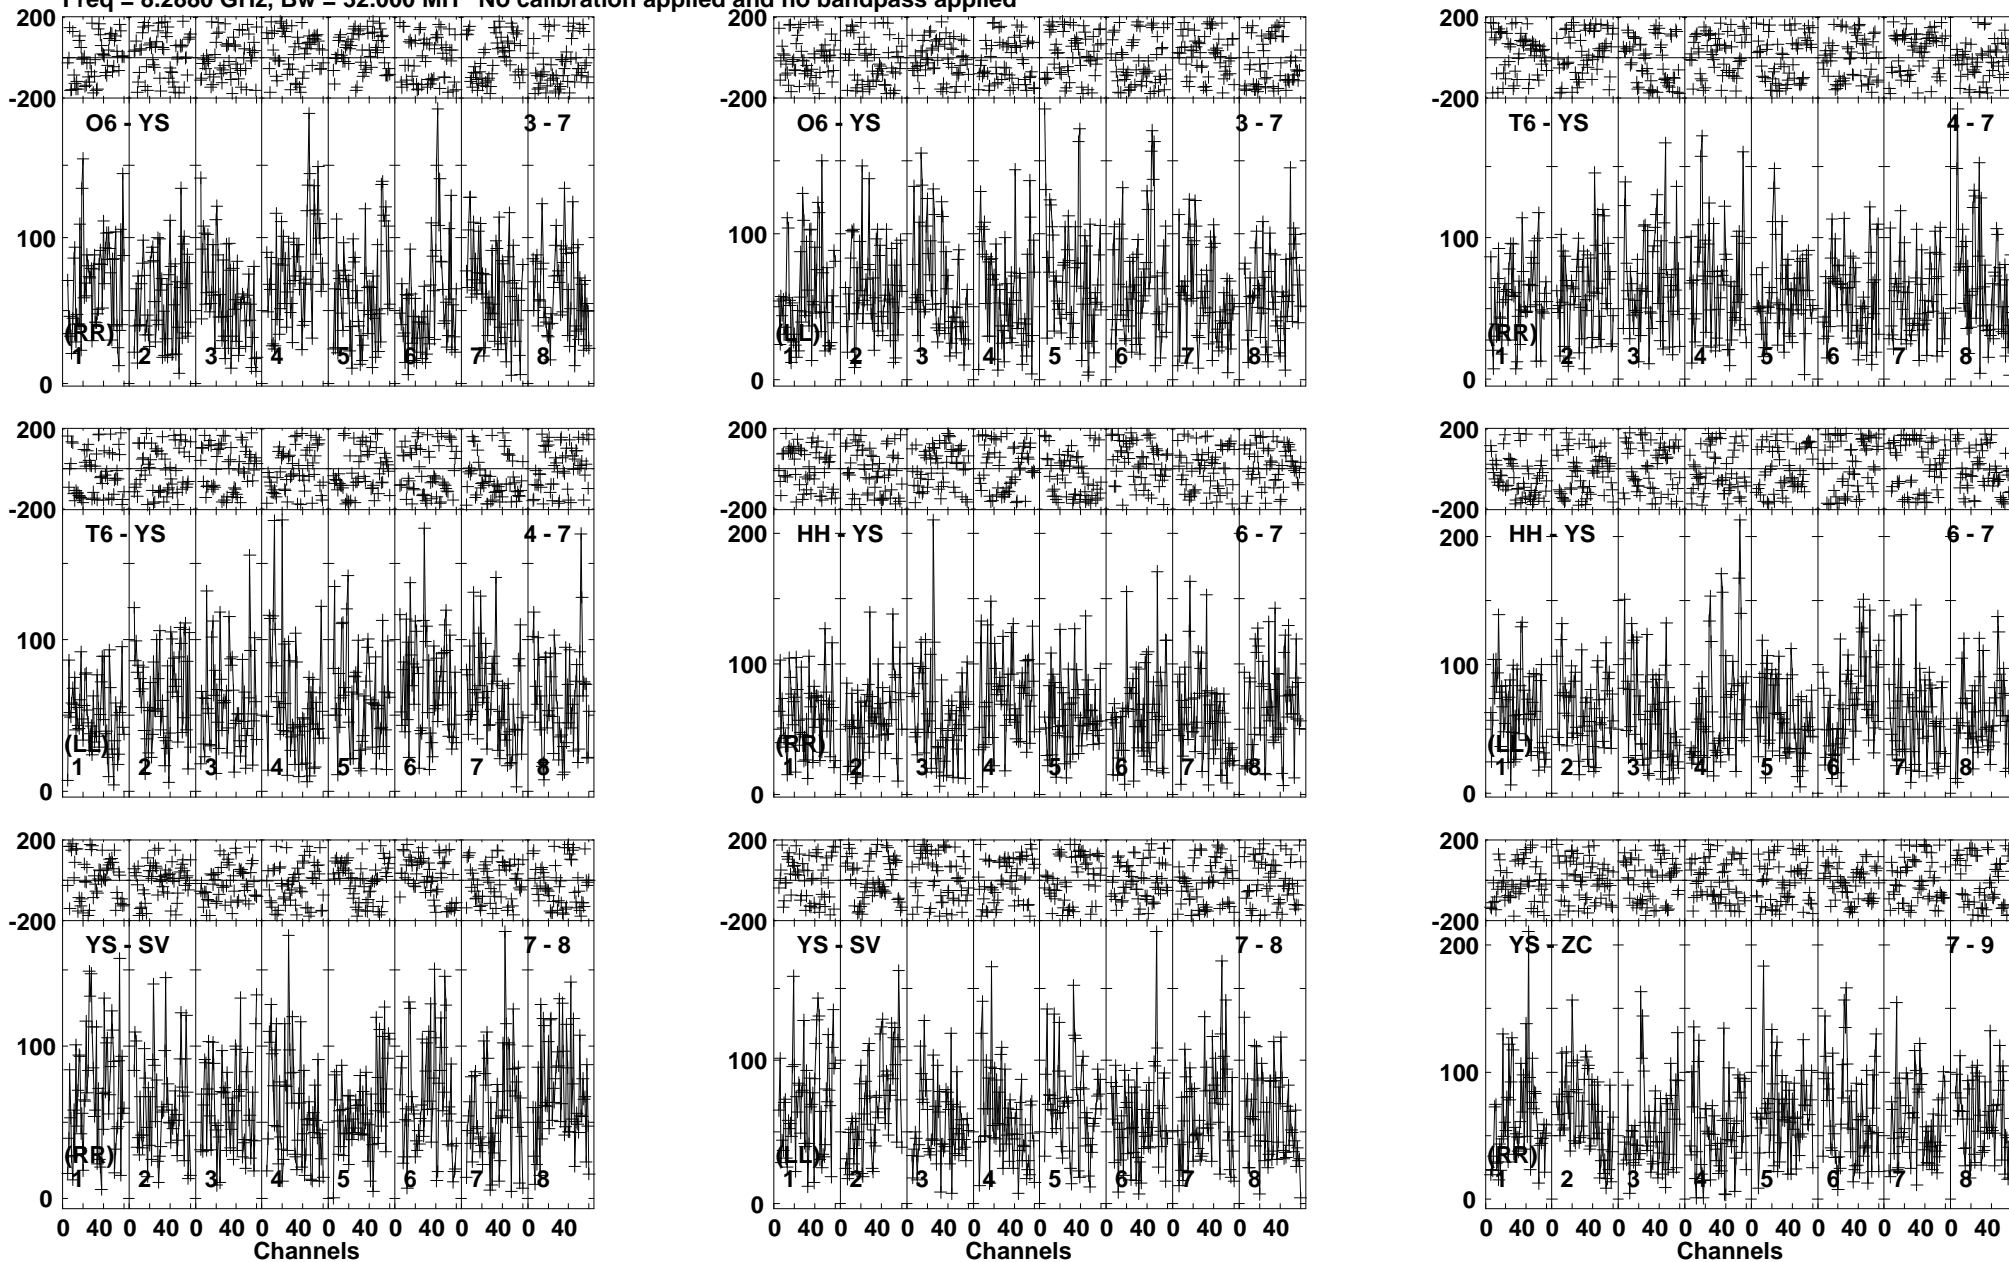 Freq = 8.2880 GHz, Bw = 32.000 MH No calibration applied and no bandpass applied
200 200 200
-200 -200 -200
O6 - YS 3 - 7 O6 - YS 3 - 7 T6 - YS 4 - 7
100 100 100
(RR) (LL) (RR)
1 2 3 4 5 6 7 8 1 2 3 4 5 6 7 8 1 2 3 4 5 6 7 8
0 0 0
200 200 200
-200 -200 -200
T6 - YS 4 - 7 HH - YS 6 - 7 HH - YS 6 - 7
200 200
100 100 100
(LL) (RR) (LL)
1 2 3 4 5 6 7 8 1 2 3 4 5 6 7 8 1 2 3 4 5 6 7 8
0 0 0
200 200 200
-200 -200 -200
YS - SV 7 - 8 YS - SV 7 - 8 YS - ZC 7 - 9
200
100 100 100
(RR) (LL) (RR)
1 2 3 4 5 6 7 8 1 2 3 4 5 6 7 8 1 2 3 4 5 6 7 8
0 0 0
0 40 0 40 0 40 0 40 0 40 0 40 0 40 0 40 0 40 0 40 0 40 0 40 0 40 0 40 0 40 0 40 0 40 0 40 0 40 0 40 0 40 0 40 0 40 0 40
Channels Channels Channels